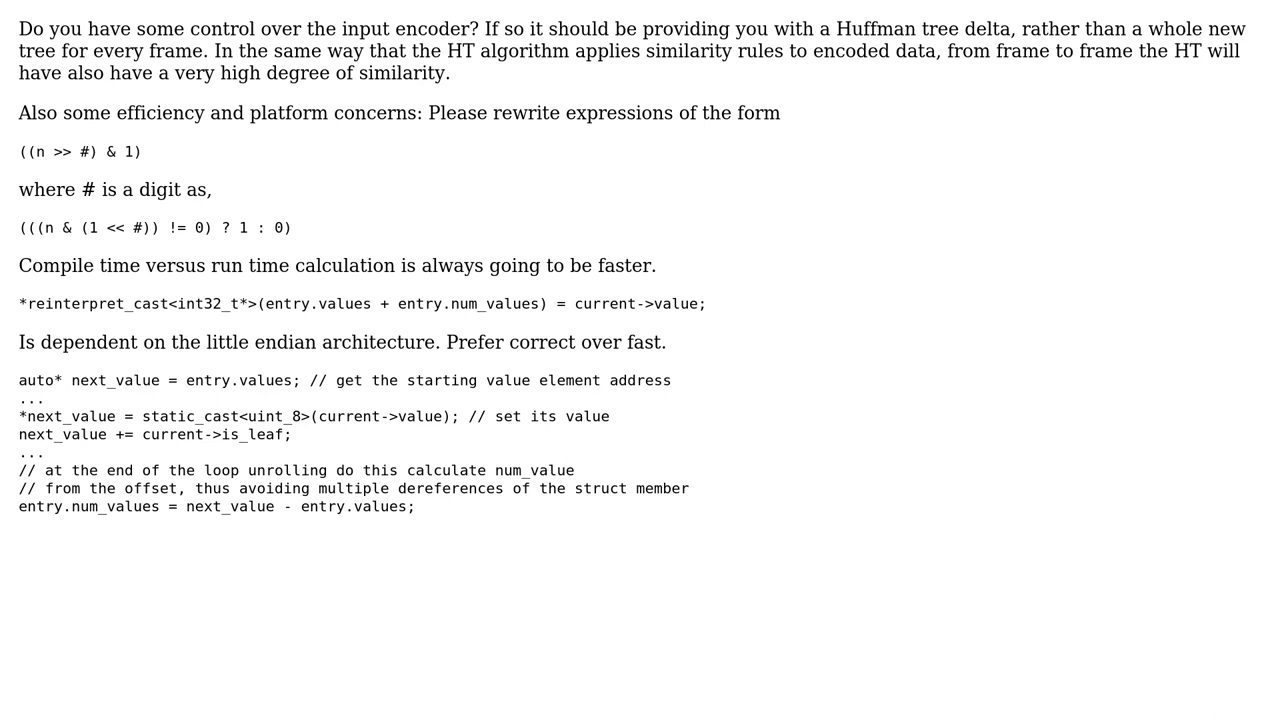 Do you have some control over the input encoder? If so it should be providing you with a Huffman tree delta, rather than a whole new
tree for every frame. In the same way that the HT algorithm applies similarity rules to encoded data, from frame to frame the HT will
have also have a very high degree of similarity.
Also some efficiency and platform concerns: Please rewrite expressions of the form
((n >> #) & 1)
where # is a digit as,
(((n & (1 << #)) != 0) ? 1 : 0)
Compile time versus run time calculation is always going to be faster.
*reinterpret_cast<int32_t*>(entry.values + entry.num_values) = current->value;
Is dependent on the little endian architecture. Prefer correct over fast.
auto* next_value = entry.values; // get the starting value element address
...
*next_value = static_cast<uint_8>(current->value); // set its value
next_value += current->is_leaf;
...
// at the end of the loop unrolling do this calculate num_value
// from the offset, thus avoiding multiple dereferences of the struct member
entry.num_values = next_value - entry.values;